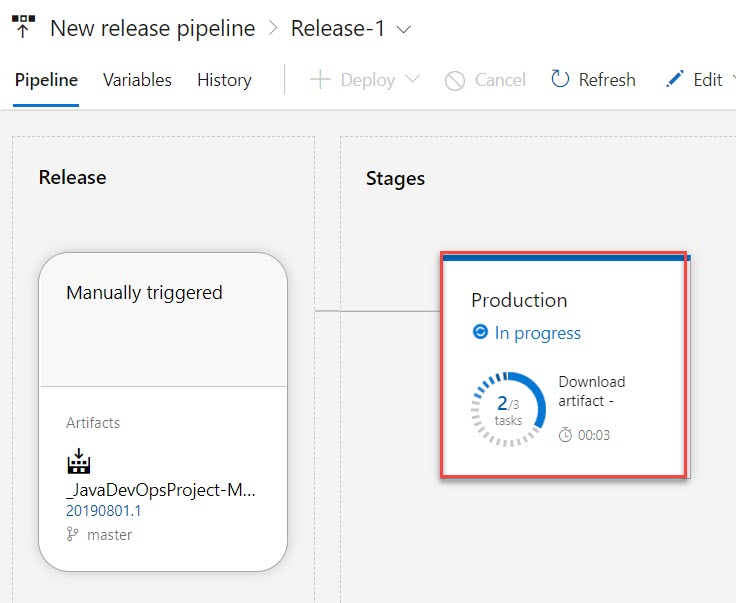 New release pipeline > Release-1
Pipeline Variables History Deploy Cancel Refresh Edit
Release
Stages
Manually triggered
Artifacts
_JavaDevOpsProject-M...
20190801.1
master
Production
In progress
2/3
tasks
Download
artifact -
00:03